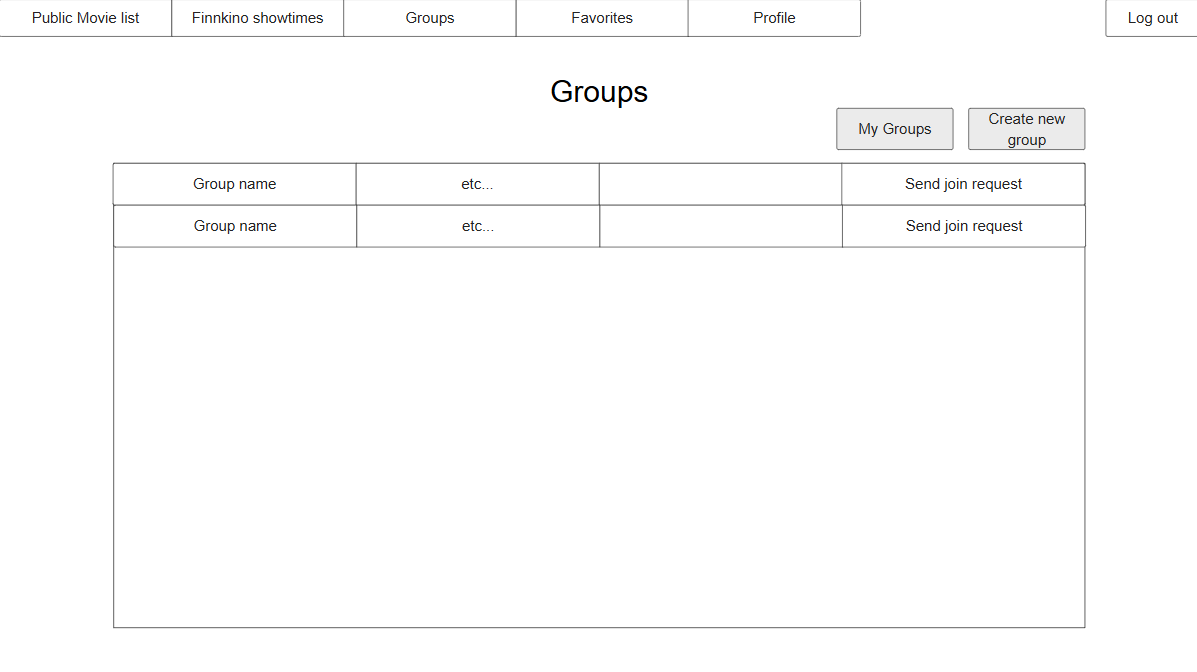 Public Movie list
Finnkino showtimes
Groups
Favorites
Profile
Log out
Groups
My Groups
Create new
group
Group name
etc...
Send join request
Group name
etc...
Send join request